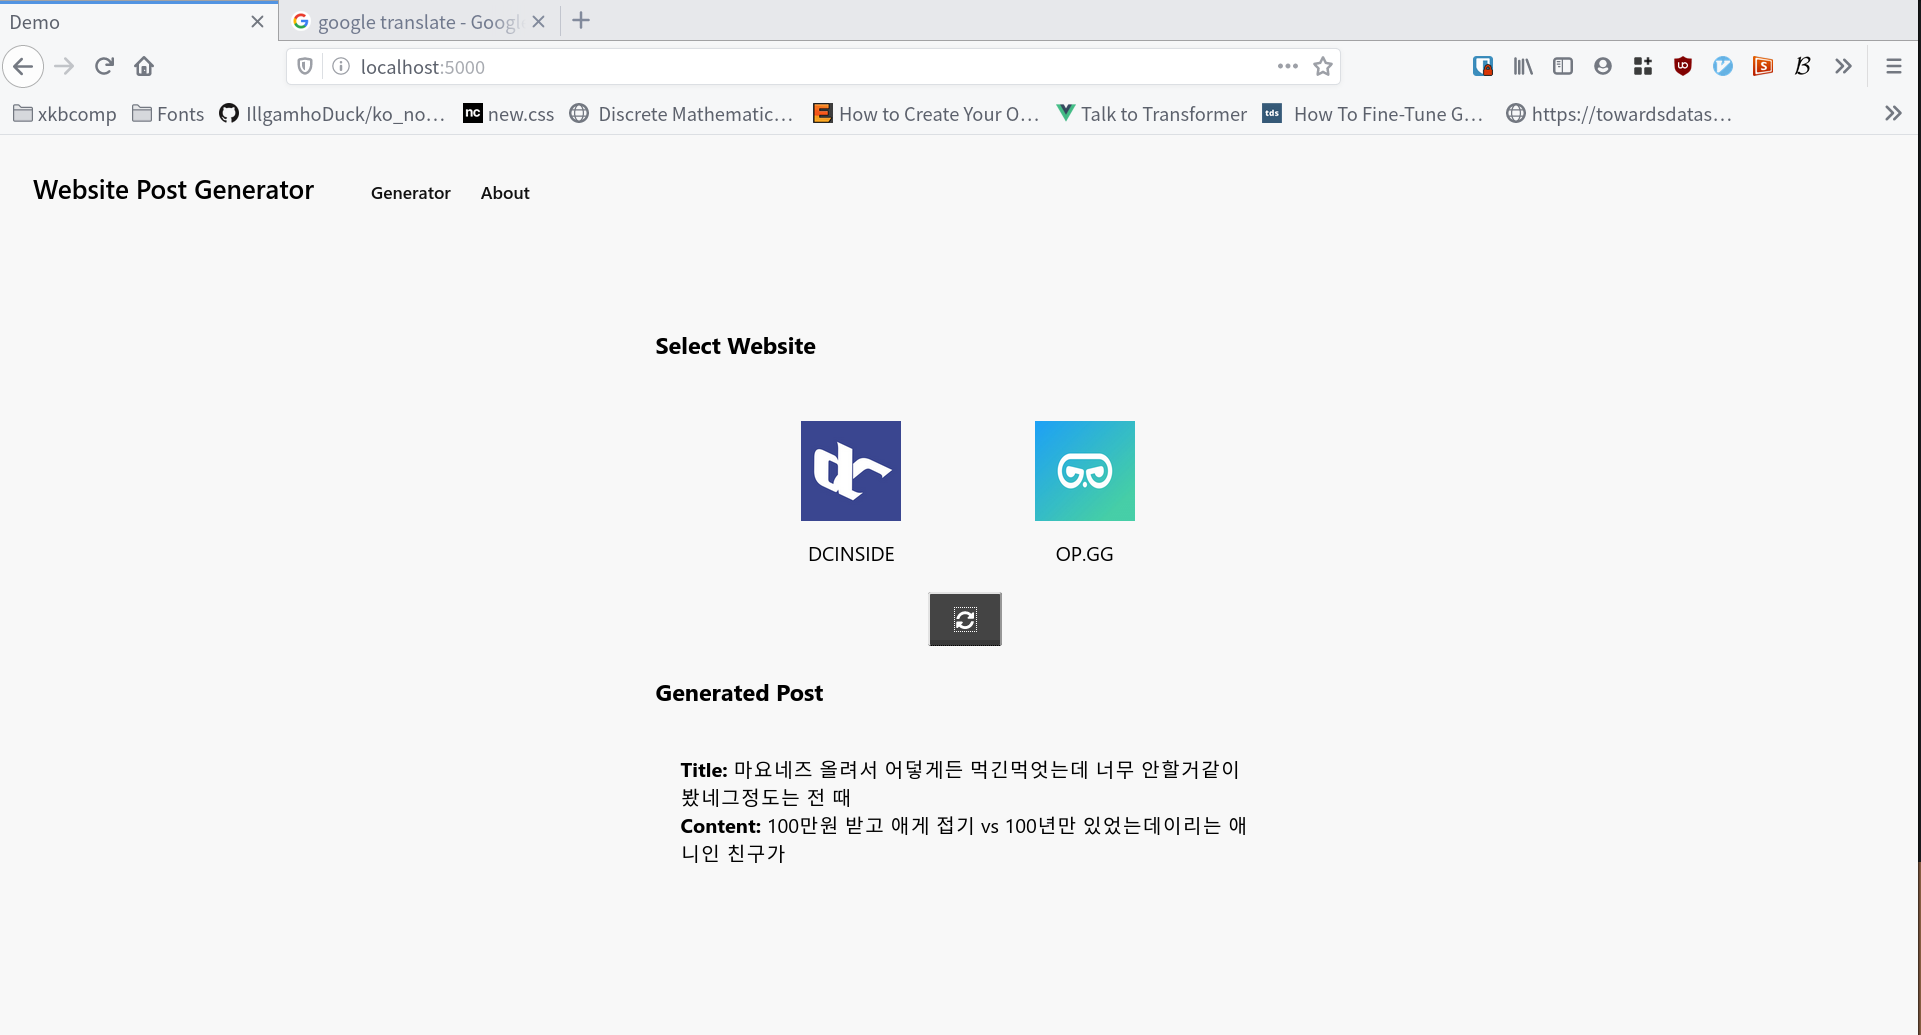 Demo
google translate - Googl
localhost:5000
xkbcomp Fonts IllgamhoDuck/ko_no… nc new.css Discrete Mathematic… How to Create Your O… Talk to Transformer tds How To Fine-Tune G… https://towardsdatas…
Website Post Generator Generator About
Select Website
DCINSIDE OP.GG
Generated Post
Title: 마요네즈 올려서 어떻게든 먹긴먹엇는데 너무 안할거같이
봤네그정도는 전 때
Content: 100만원 받고 애게 접기 vs 100년만 있었는데이리는 애
니인 친구가